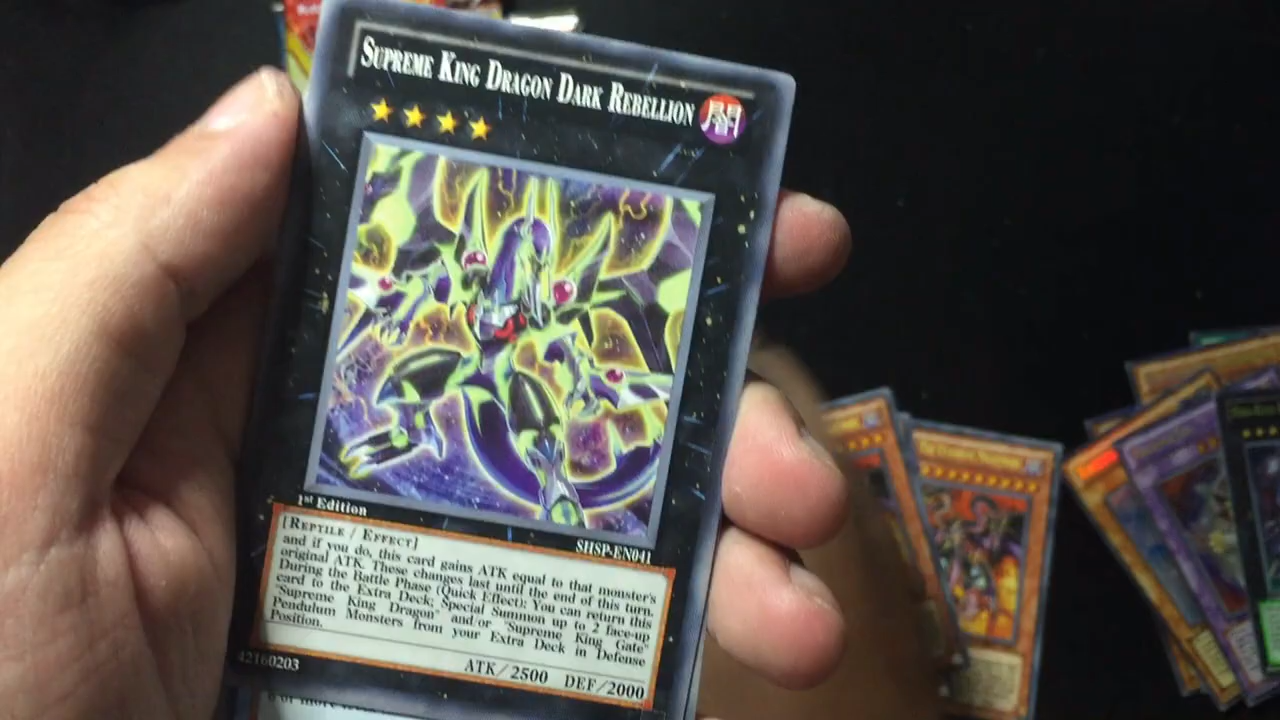 SUPREME KING DRAGON DARK REBELLION
闇
1st Edition
SHSP-EN041
[REPTILE / EFFECT]
and if you do, this card gains ATK equal to that monster's
original ATK. These changes last until the end of this turn.
During the Battle Phase (Quick Effect): You can return this
card to the Extra Deck; Special Summon up to 2 face-up
"Supreme King Dragon" and/or "Supreme King Gate"
Pendulum Monsters from your Extra Deck in Defense
Position.
ATK/2500 DEF/2000
42160203